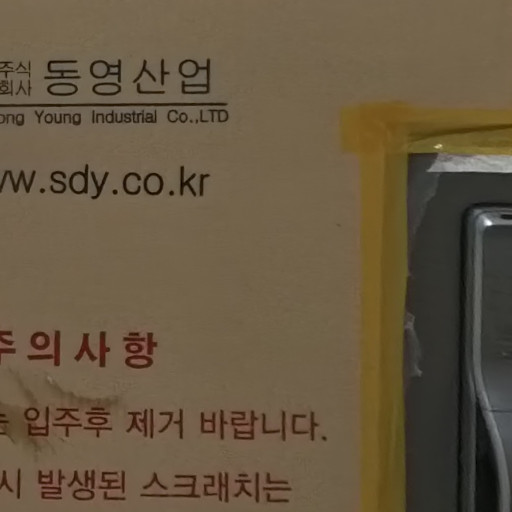 주식회사 동영산업
ong Young Industrial Co.,LTD
ww.sdy.co.kr
주의사항
는 입주후 제거 바랍니다.
시 발생된 스크래치는